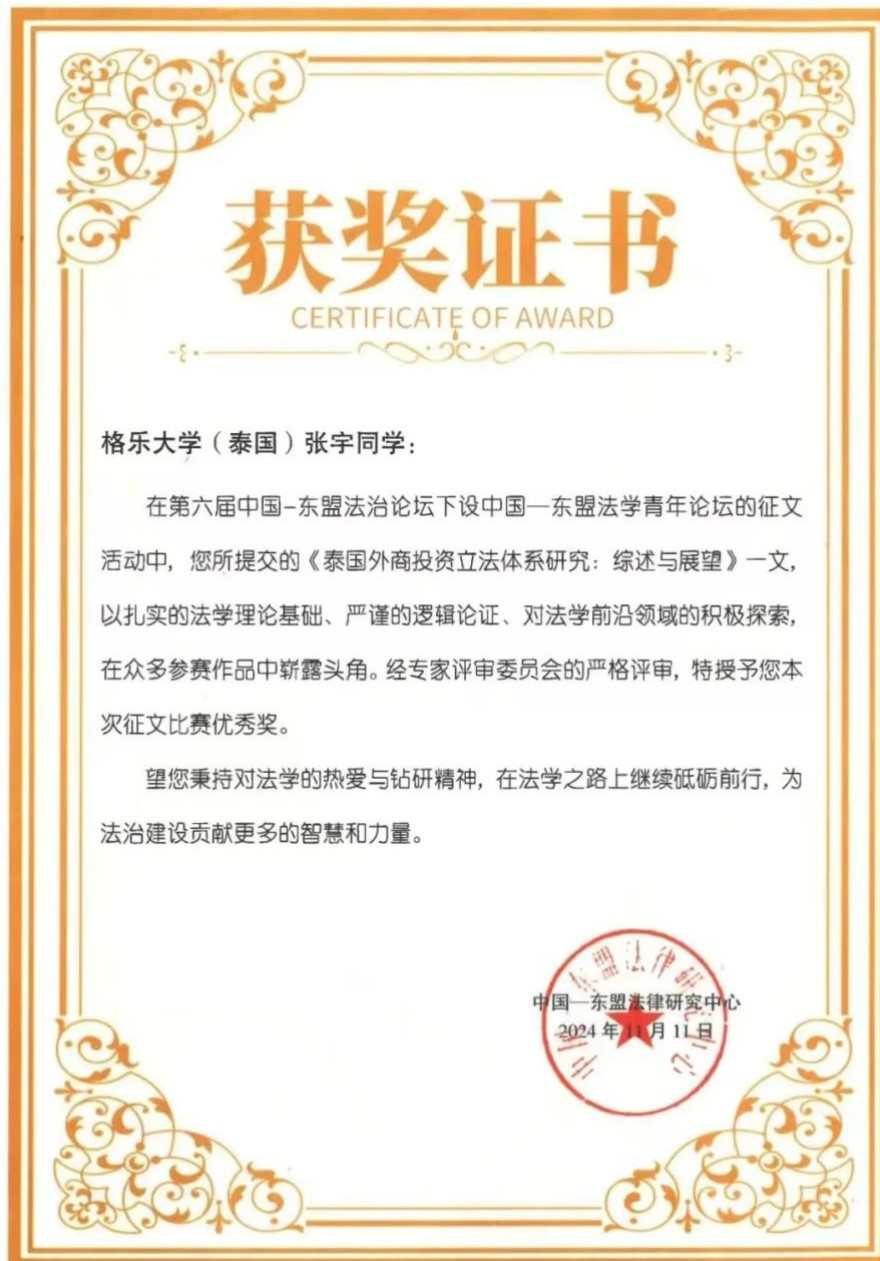 获奖证书
CERTIFICATE OF AWARD
格乐大学（泰国）张宇同学：
在第六届中国-东盟法治论坛下设中国—东盟法学青年论坛的征文
活动中，您所提交的《泰国外商投资立法体系研究：综述与展望》一文，
以扎实的法学理论基础、严谨的逻辑论证、对法学前沿领域的积极探索，
在众多参赛作品中崭露头角。经专家评审委员会的严格评审，特授予您本
次征文比赛优秀奖。
望您秉持对法学的热爱与钻研精神，在法学之路上继续砥砺前行，为
法治建设贡献更多的智慧和力量。
中国—东盟法律研究中心
2024年11月11日
中国—东盟法律研究中心